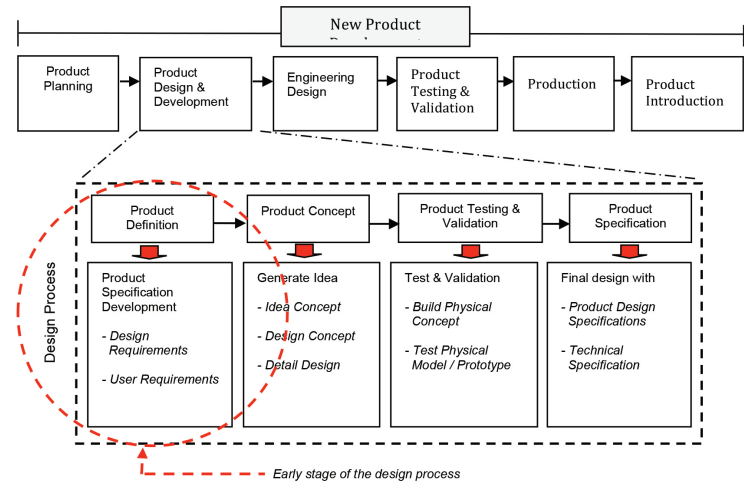 New Product
Product
Planning
Product
Design &
Development
Engineering
Design
Product
Testing &
Validation
Production
Product
Introduction
Design Process
Product
Definition
Product Concept
Product Testing &
Validation
Product
Specification
Product
Specification
Development
- Design
Requirements
- User Requirements
Generate Idea
- Idea Concept
- Design Concept
- Detail Design
Test & Validation
- Build Physical
Concept
- Test Physical
Model / Prototype
Final design with
- Product Design
Specifications
- Technical
Specification
Early stage of the design process